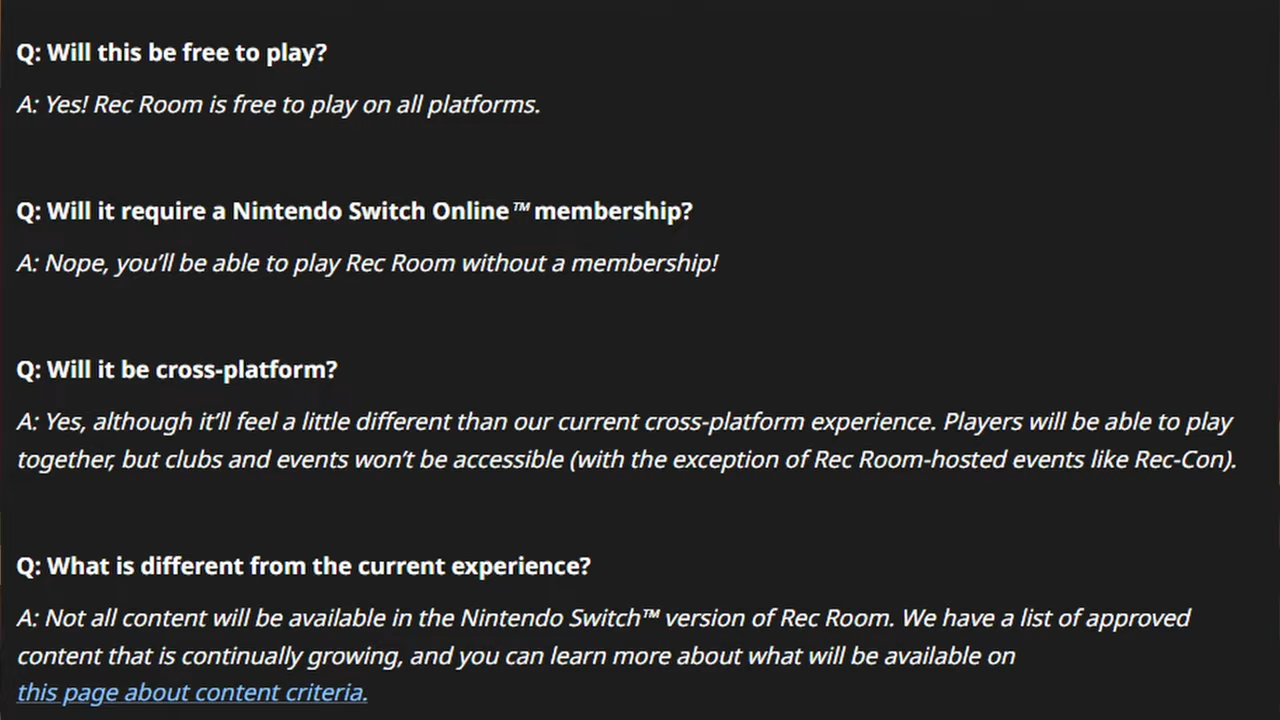 Q: Will this be free to play?
A: Yes! Rec Room is free to play on all platforms.
Q: Will it require a Nintendo Switch Online™ membership?
A: Nope, you’ll be able to play Rec Room without a membership!
Q: Will it be cross-platform?
A: Yes, although it’ll feel a little different than our current cross-platform experience. Players will be able to play
together, but clubs and events won’t be accessible (with the exception of Rec Room-hosted events like Rec-Con).
Q: What is different from the current experience?
A: Not all content will be available in the Nintendo Switch™ version of Rec Room. We have a list of approved
content that is continually growing, and you can learn more about what will be available on
this page about content criteria.